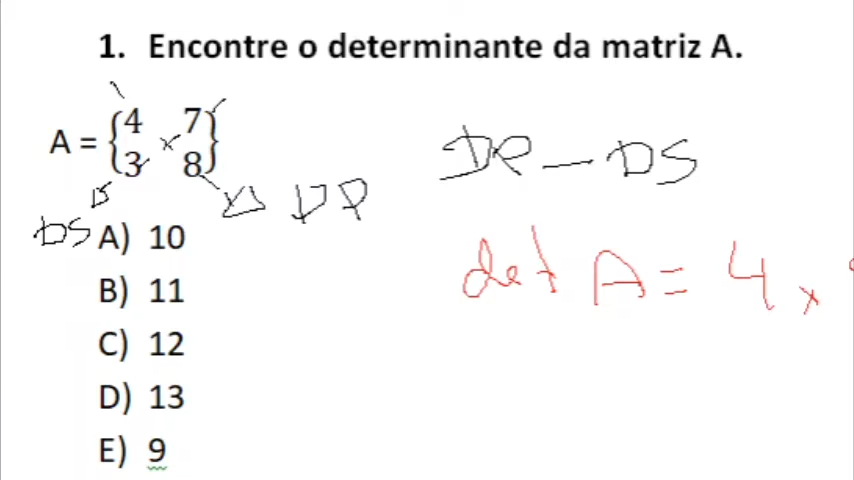 1. Encontre o determinante da matriz A.
A = {4 × 7
3 8}
DP – DS
DP
DS
det A = 4 ×
A) 10
B) 11
C) 12
D) 13
E) 9